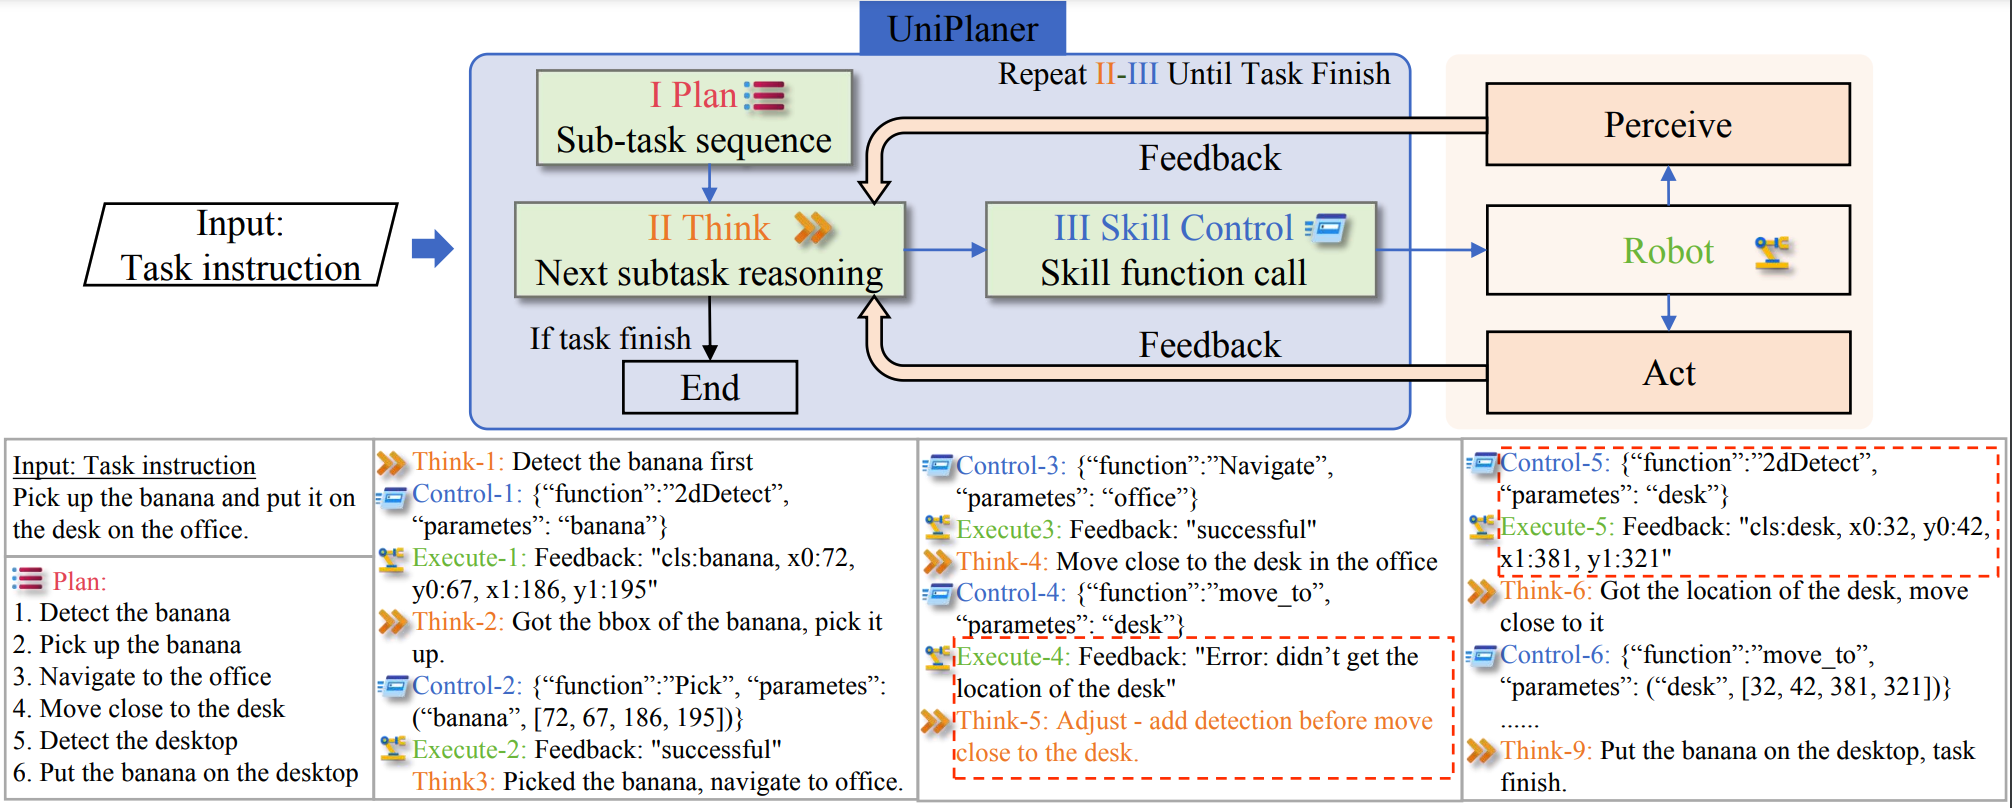 UniPlaner
Repeat II-III Until Task Finish
I Plan
Sub-task sequence
Perceive
Feedback
Input:
Task instruction
II Think
Next subtask reasoning
III Skill Control
Skill function call
Robot
If task finish
End
Feedback
Act
Input: Task instruction
Pick up the banana and put it on
the desk on the office.
Plan:
1. Detect the banana
2. Pick up the banana
3. Navigate to the office
4. Move close to the desk
5. Detect the desktop
6. Put the banana on the desktop
Think-1: Detect the banana first
Control-1: {“function”:”2dDetect”,
“parametes”: “banana”}
Execute-1: Feedback: "cls:banana, x0:72,
y0:67, x1:186, y1:195"
Think-2: Got the bbox of the banana, pick it
up.
Control-2: {“function”:”Pick”, “parametes”:
(“banana”, [72, 67, 186, 195])}
Execute-2: Feedback: "successful"
Think3: Picked the banana, navigate to office.
Control-3: {“function”:”Navigate”,
“parametes”: “office”}
Execute3: Feedback: "successful"
Think-4: Move close to the desk in the office
Control-4: {“function”:”move_to”,
“parametes”: “desk”}
Execute-4: Feedback: "Error: didn’t get the
location of the desk"
Think-5: Adjust - add detection before move
close to the desk.
Control-5: {“function”:”2dDetect”,
“parametes”: “desk”}
Execute-5: Feedback: "cls:desk, x0:32, y0:42,
x1:381, y1:321"
Think-6: Got the location of the desk, move
close to it
Control-6: {“function”:”move_to”,
“parametes”: (“desk”, [32, 42, 381, 321])}
......
Think-9: Put the banana on the desktop, task
finish.